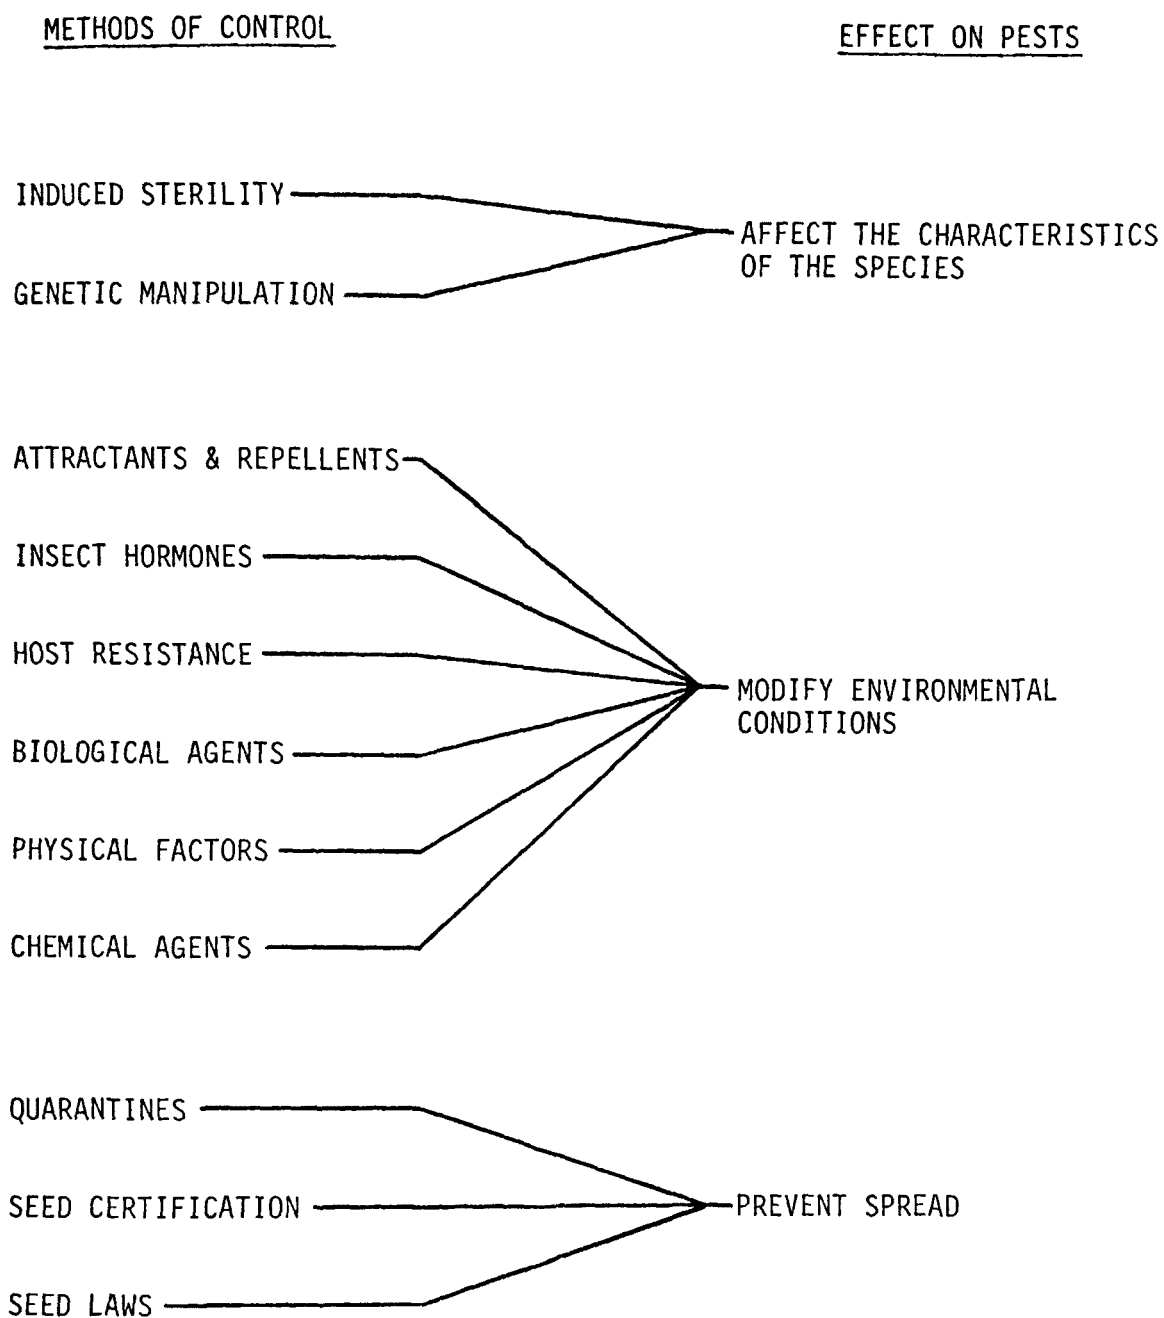 METHODS OF CONTROL
EFFECT ON PESTS
INDUCED STERILITY
GENETIC MANIPULATION
AFFECT THE CHARACTERISTICS
OF THE SPECIES
ATTRACTANTS & REPELLENTS
INSECT HORMONES
HOST RESISTANCE
BIOLOGICAL AGENTS
PHYSICAL FACTORS
CHEMICAL AGENTS
MODIFY ENVIRONMENTAL
CONDITIONS
QUARANTINES
SEED CERTIFICATION
SEED LAWS
PREVENT SPREAD